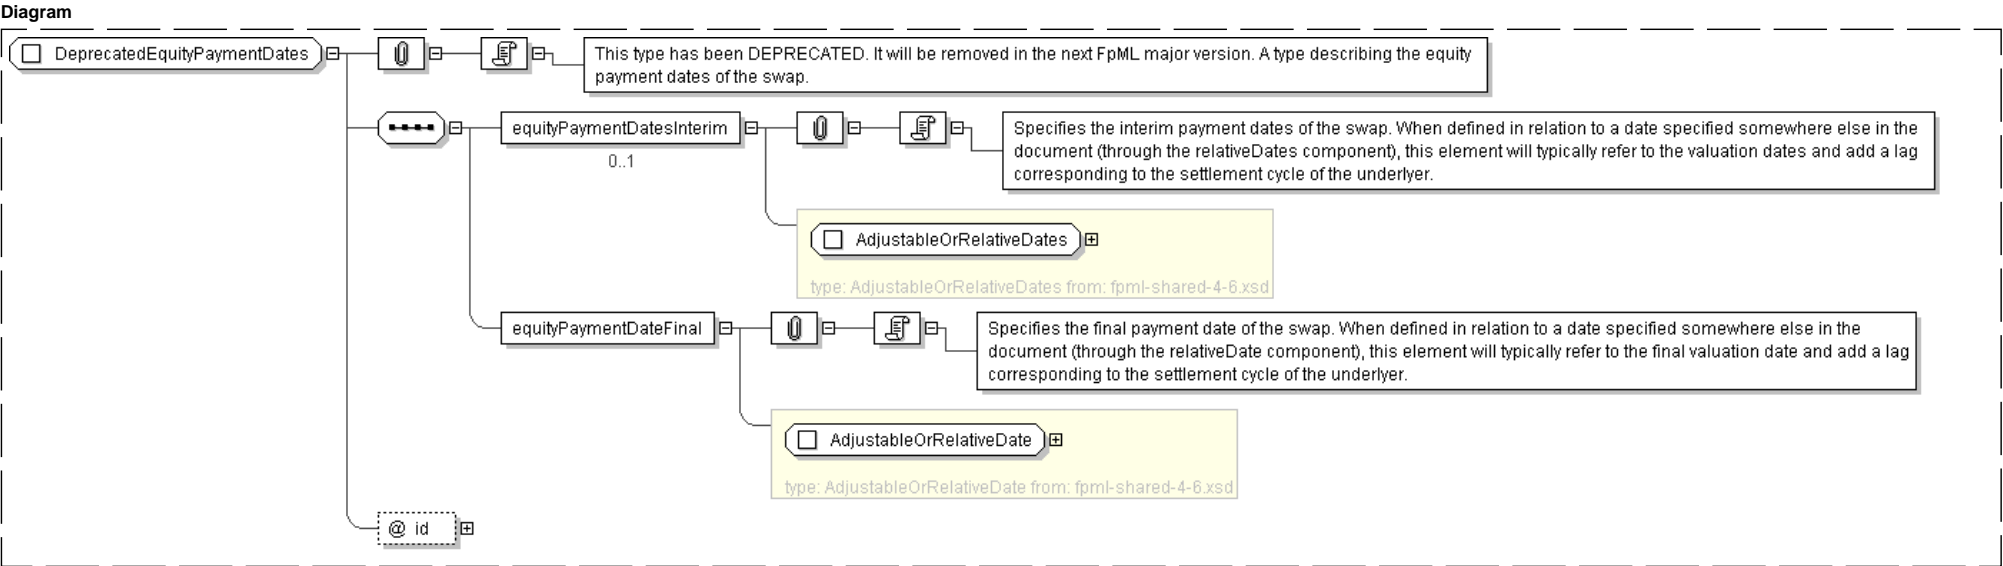 Diagram
DeprecatedEquityPaymentDates
This type has been DEPRECATED. It will be removed in the next FpML major version. A type describing the equity
payment dates of the swap.
equityPaymentDatesInterim
0..1
Specifies the interim payment dates of the swap. When defined in relation to a date specified somewhere else in the
document (through the relativeDates component), this element will typically refer to the valuation dates and add a lag
corresponding to the settlement cycle of the underlyer.
AdjustableOrRelativeDates
type: AdjustableOrRelativeDates from: fpml-shared-4-6.xsd
equityPaymentDateFinal
Specifies the final payment date of the swap. When defined in relation to a date specified somewhere else in the
document (through the relativeDate component), this element will typically refer to the final valuation date and add a lag
corresponding to the settlement cycle of the underlyer.
AdjustableOrRelativeDate
type: AdjustableOrRelativeDate from: fpml-shared-4-6.xsd
@ id